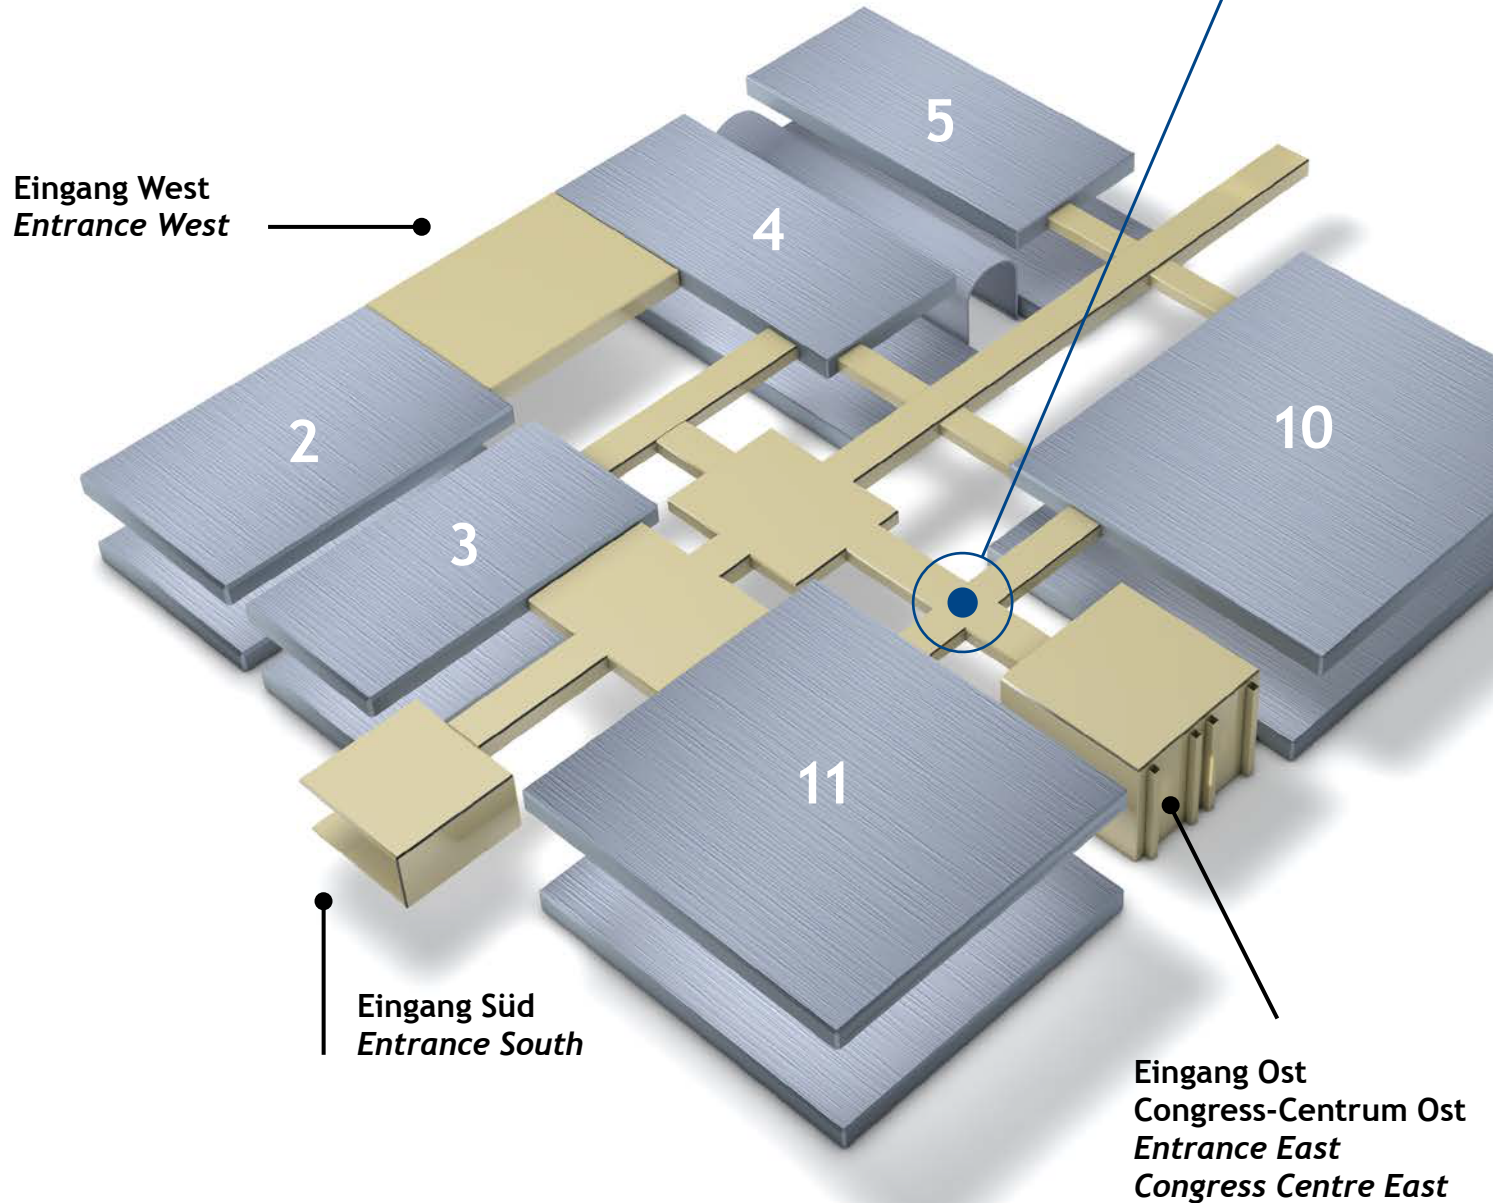 5
Eingang West
Entrance West
4
10
2
3
11
Eingang Süd
Entrance South
Eingang Ost
Congress-Centrum Ost
Entrance East
Congress Centre East